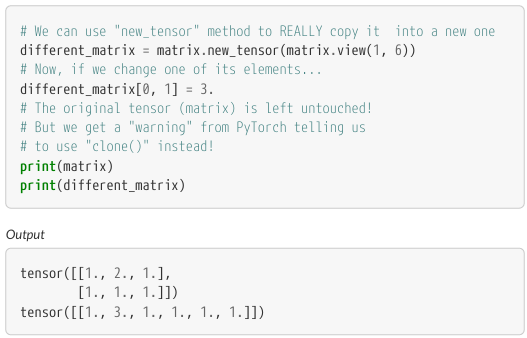 # We can use "new_tensor" method to REALLY copy it  into a new one
different_matrix = matrix.new_tensor(matrix.view(1, 6))
# Now, if we change one of its elements...
different_matrix[0, 1] = 3.
# The original tensor (matrix) is left untouched!
# But we get a "warning" from PyTorch telling us
# to use "clone()" instead!
print(matrix)
print(different_matrix)
Output
tensor([[1., 2., 1.],
        [1., 1., 1.]])
tensor([[1., 3., 1., 1., 1., 1.]])